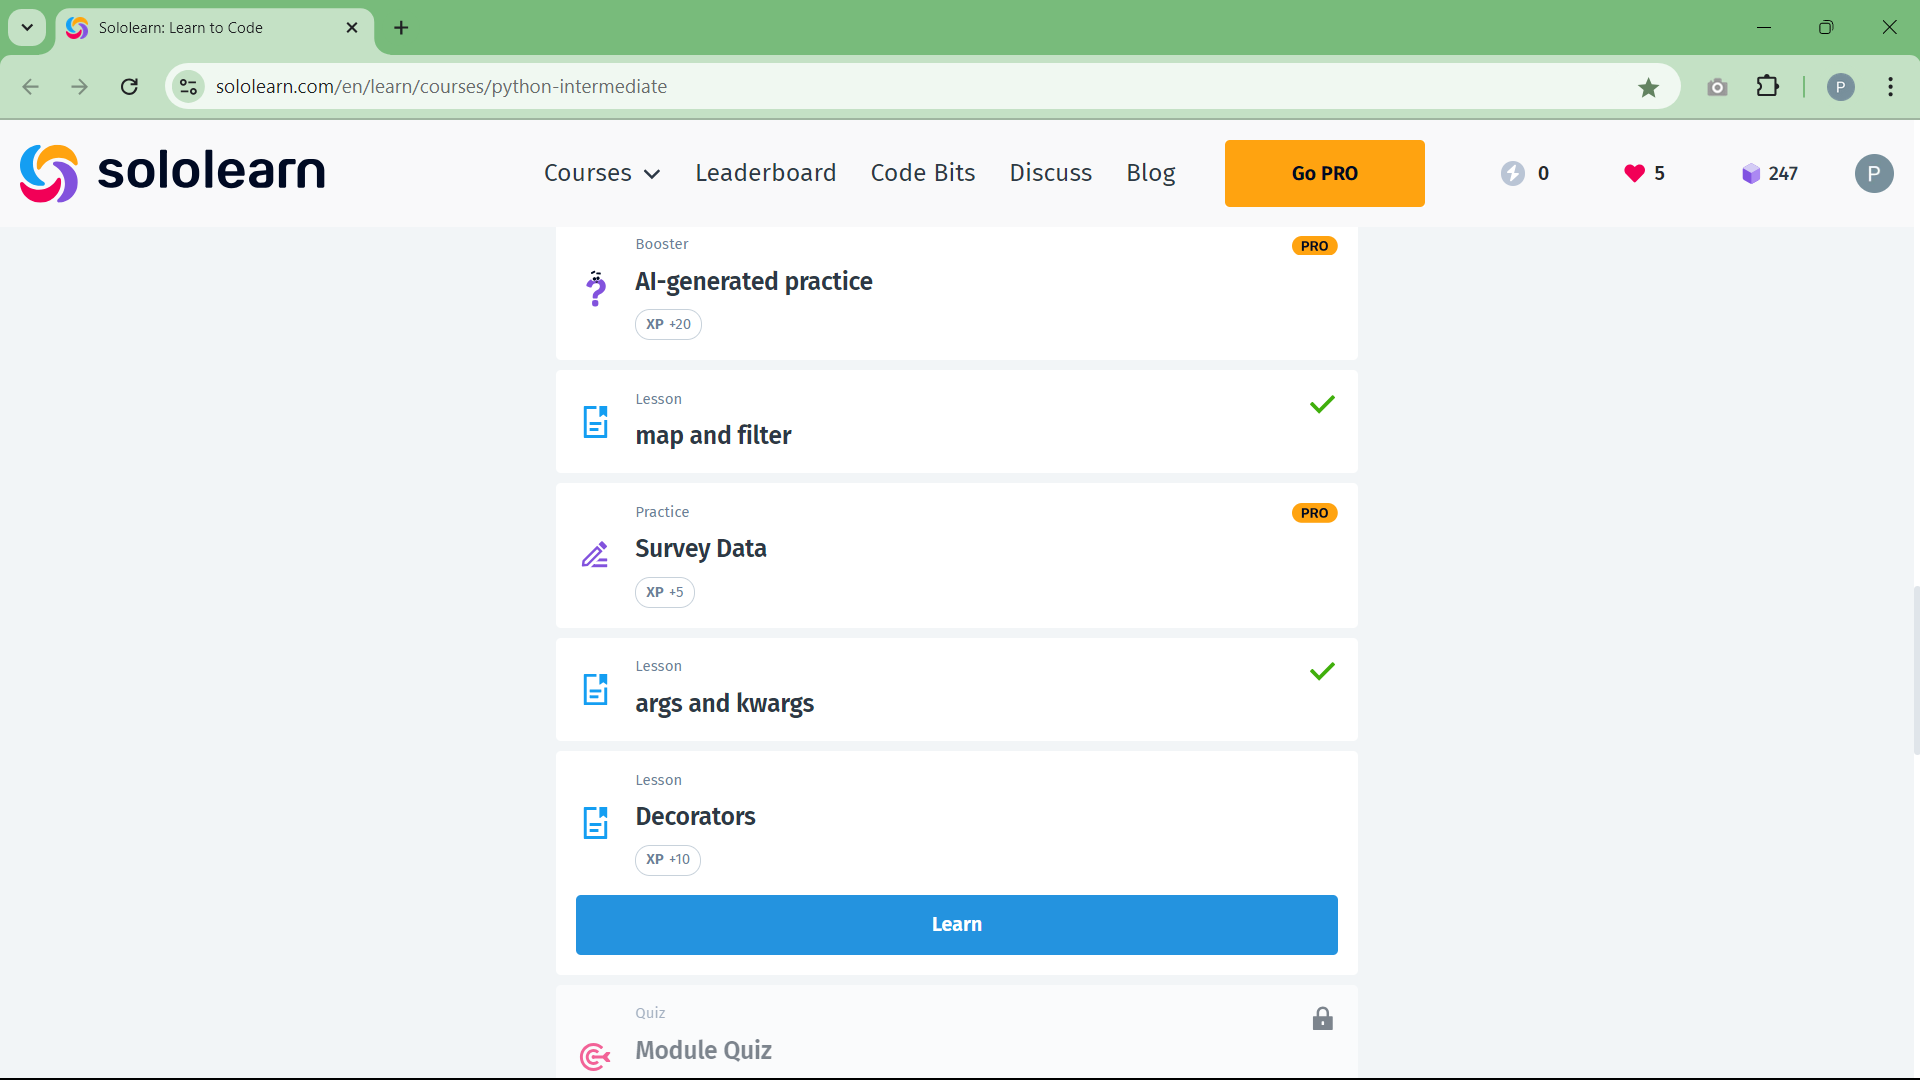 Sololearn: Learn to Code
sololearn.com/en/learn/courses/python-intermediate
P
sololearn
Courses
Leaderboard
Code Bits
Discuss
Blog
Go PRO
0
5
247
P
Booster
PRO
AI-generated practice
XP +20
Lesson
map and filter
Practice
PRO
Survey Data
XP +5
Lesson
args and kwargs
Lesson
Decorators
XP +10
Learn
Quiz
Module Quiz